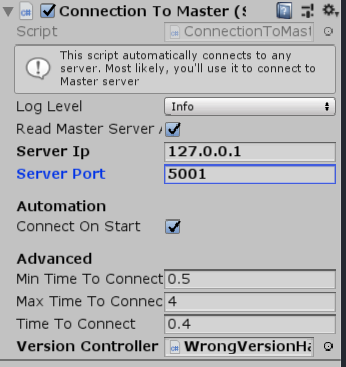 Connection To Master (S
Script ConnectionToMast
This script automatically connects to any
server. Most likely, you'll use it to connect to
Master server
Log Level Info
Read Master Server A
Server Ip 127.0.0.1
Server Port 5001
Automation
Connect On Start
Advanced
Min Time To Connect 0.5
Max Time To Connect 4
Time To Connect 0.4
Version Controller WrongVersionHa